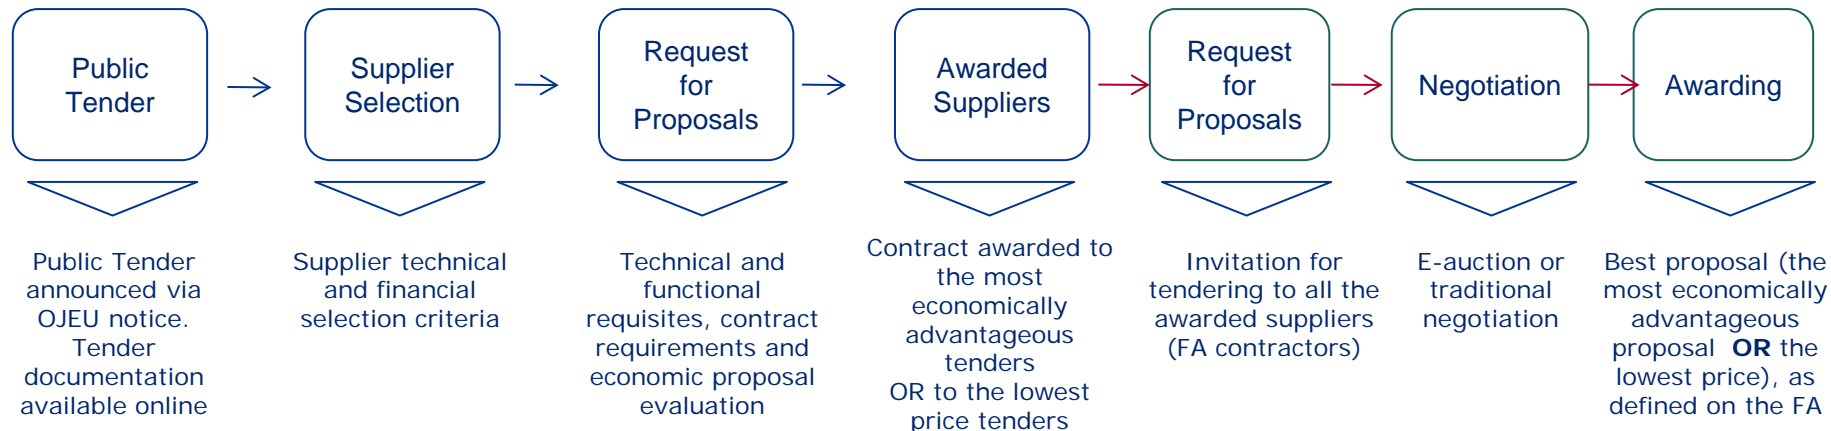 Public
Tender
Supplier
Selection
Request
for
Proposals
Awarded
Suppliers
Request
for
Proposals
Negotiation
Awarding
Public Tender
announced via
OJEU notice.
Tender
documentation
available online
Supplier technical
and financial
selection criteria
Technical and
functional
requisites, contract
requirements and
economic proposal
evaluation
Contract awarded to
the most
economically
advantageous
tenders
OR to the lowest
price tenders
Invitation for
tendering to all the
awarded suppliers
(FA contractors)
E-auction or
traditional
negotiation
Best proposal (the
most economically
advantageous
proposal OR the
lowest price), as
defined on the FA